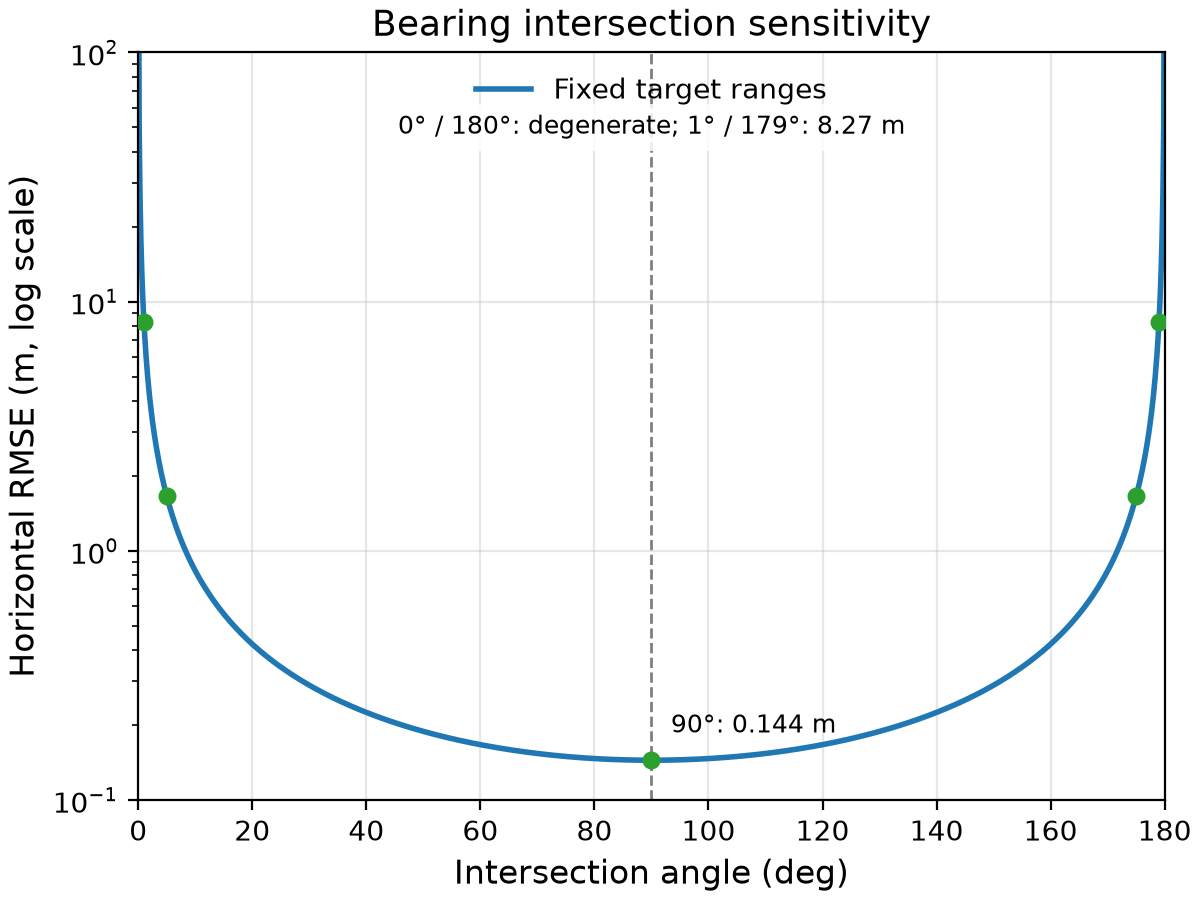 Bearing intersection sensitivity
Fixed target ranges
0° / 180°: degenerate; 1° / 179°: 8.27 m
90°: 0.144 m
Horizontal RMSE (m, log scale)
10²
10¹
10⁰
10⁻¹
0 20 40 60 80 100 120 140 160 180
Intersection angle (deg)